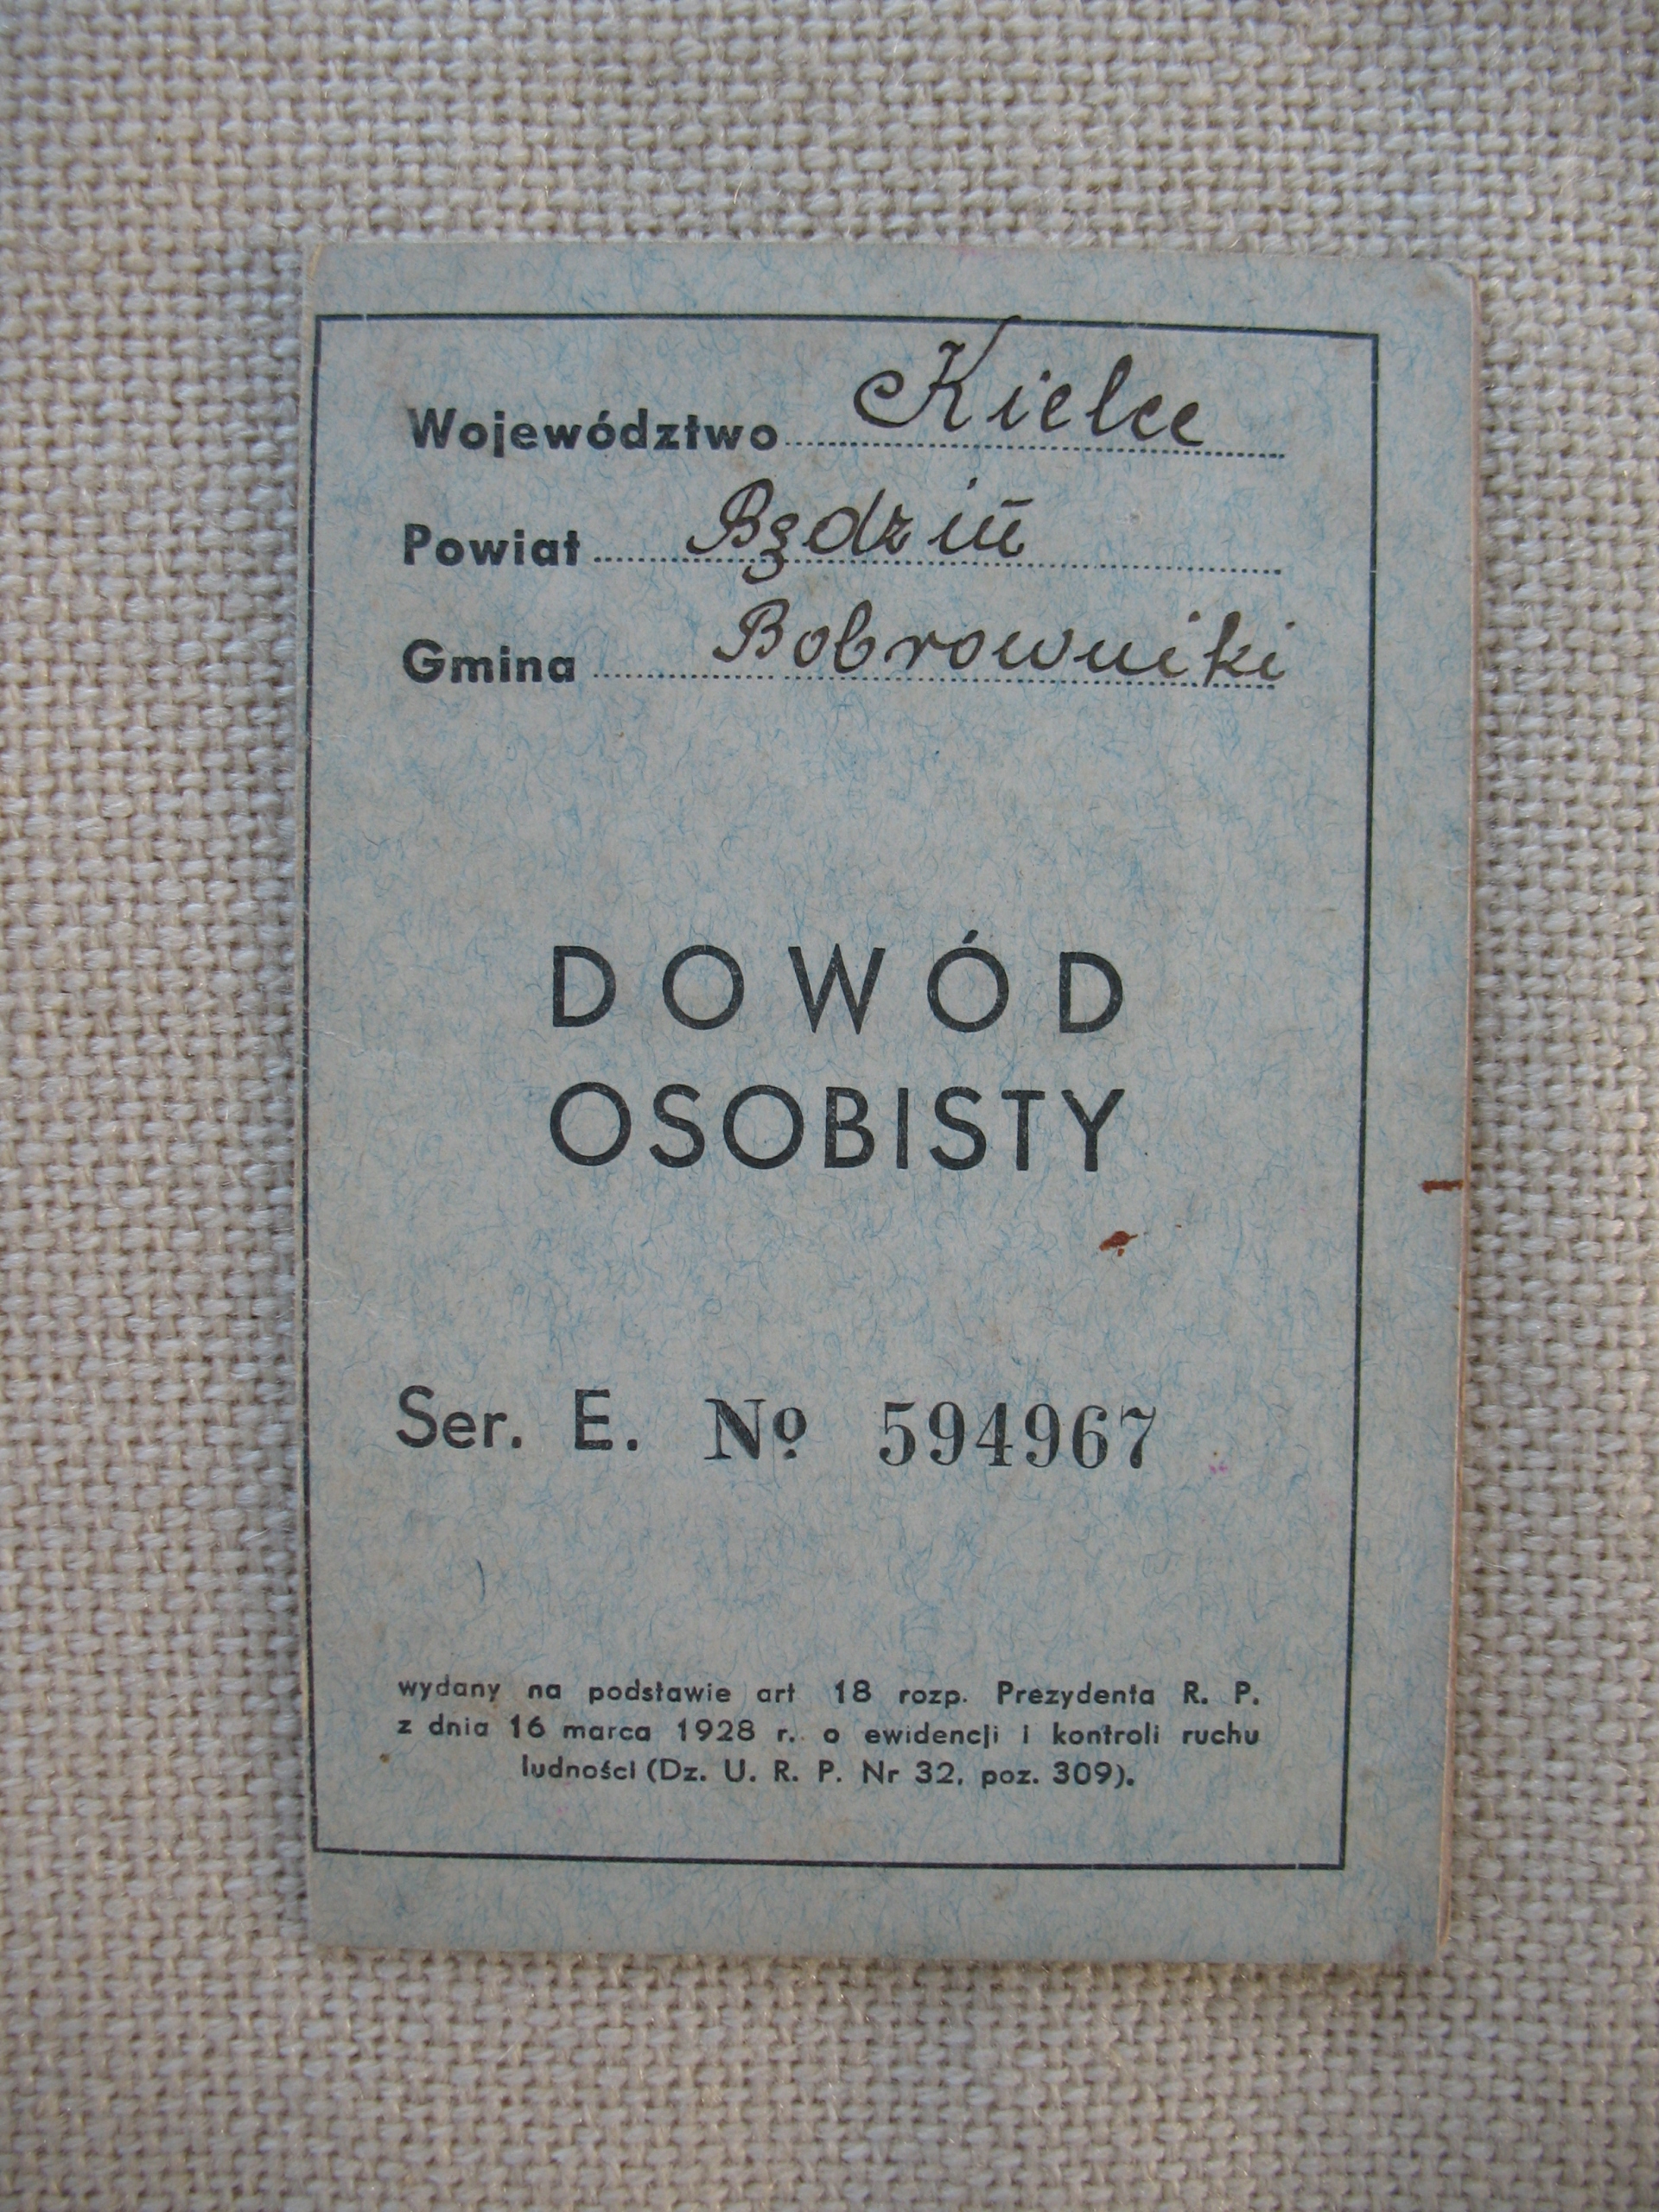 Województwo Kielce
Powiat Będzin
Gmina Bobrowniki
DOWÓD
OSOBISTY
Ser. E. Nº 594967
wydany na podstawie art 18 rozp. Prezydenta R. P.
z dnia 16 marca 1928 r. o ewidencji i kontroli ruchu
ludności (Dz. U. R. P. Nr 32, poz. 309).